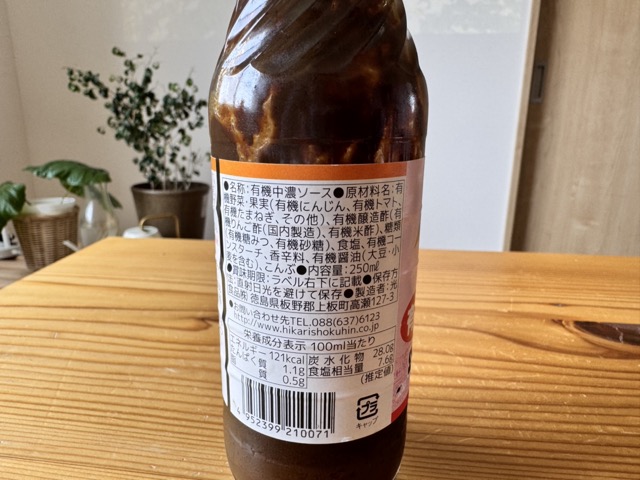 ●名称:有機中濃ソース●原材料名:有
機野菜・果実(有機にんじん、有機トマト、
有機たまねぎ、その他)、有機醸造酢(有
機りんご酢(国内製造)、有機米酢)、糖類
(有機糖みつ、有機砂糖)、食塩、有機コー
ンスターチ、香辛料、有機醤油(大豆・小
麦を含む)、こんぶ●内容量:250ml
●賞味期限:ラベル右下に記載●保存方
法:直射日光を避けて保存●製造者:光
食品㈱ 徳島県板野郡上板町高瀬127-3
●お問い合わせ先TEL.088(637)6123
http://www.hikarishokuhin.co.jp
栄養成分表示 100ml当たり
エネルギー 121kcal 炭水化物 28.0g
たんぱく質 1.1g 食塩相当量 7.6g
脂質 0.5g (推定値)
4 952399 210071
プラ
キャップ